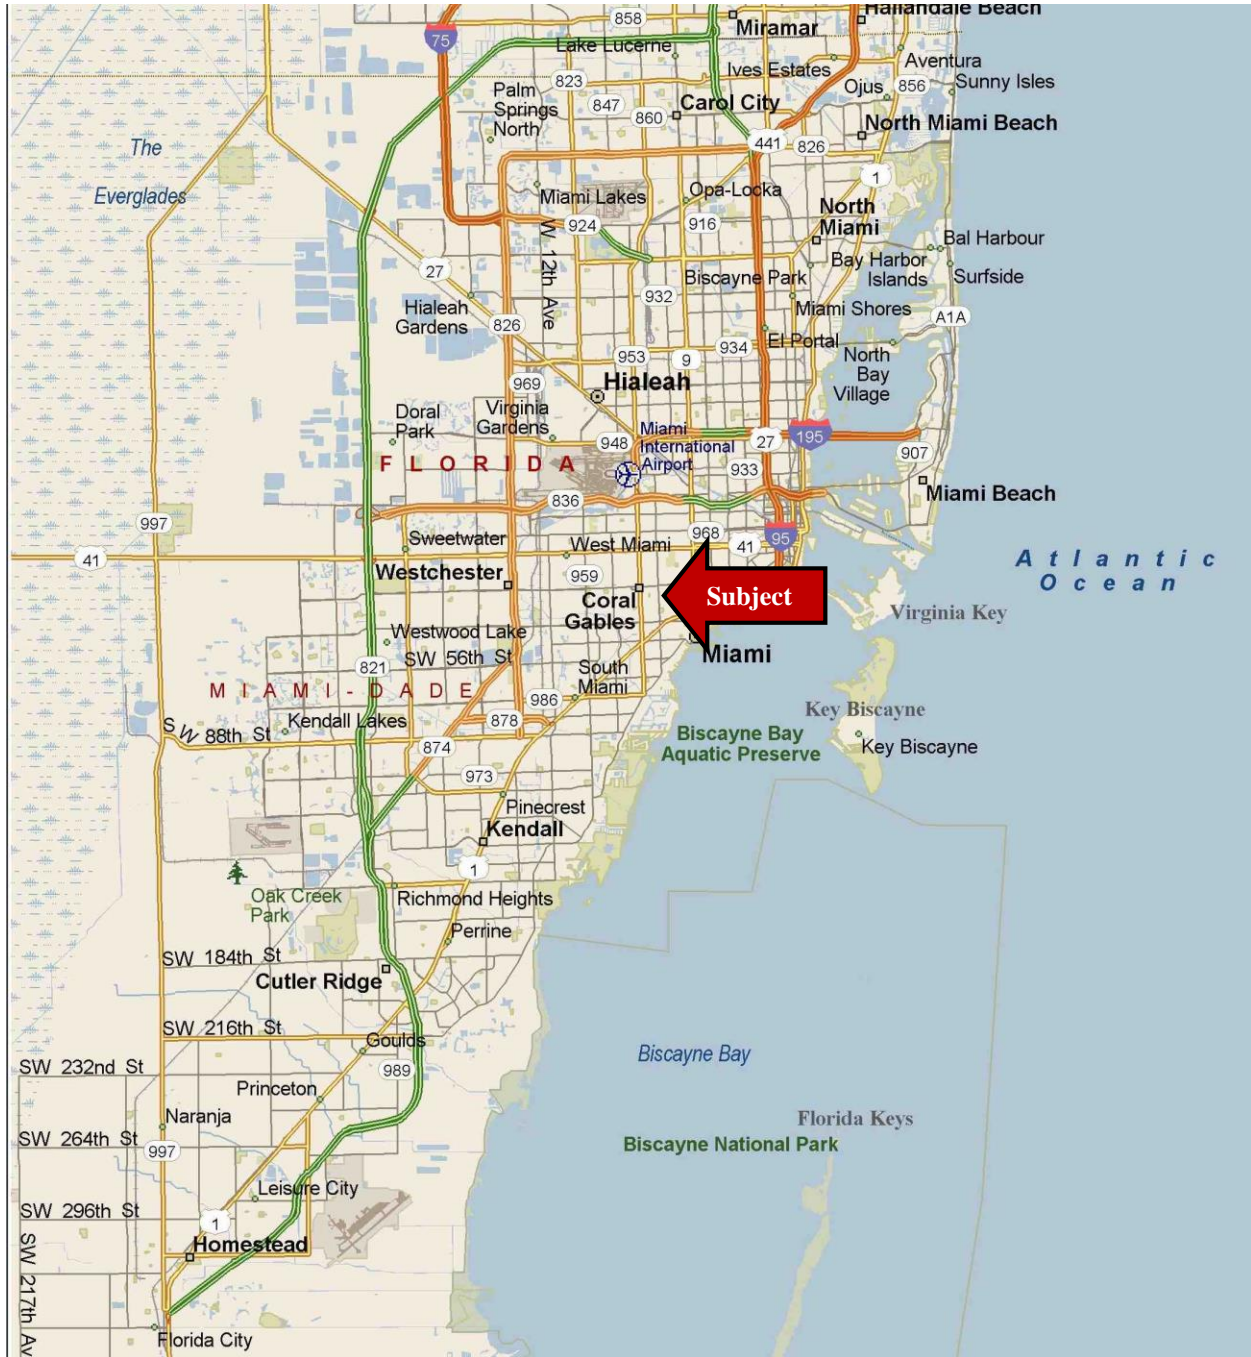 858
Hallandale Beach
Miramar
75
Lake Lucerne
Aventura
Ives Estates
823
Ojus
856
Sunny Isles
Palm
Springs
North
847
860
Carol City
North Miami Beach
441
826
The
Everglades
1
Miami Lakes
Opa-Locka
North
Miami
924
916
W 12th Ave
Bal Harbour
Bay Harbor
Islands
Surfside
27
Biscayne Park
Hialeah
Gardens
932
Miami Shores
A1A
826
El Portal
953
9
934
North
Bay
Village
969
Hialeah
Doral
Park
Virginia
Gardens
948
Miami
International
Airport
27
195
907
FLORIDA
933
Miami Beach
836
997
968
95
41
Sweetwater
West Miami
41
Atlantic
Ocean
Westchester
959
Coral
Gables
Subject
Virginia Key
Westwood Lake
SW 56th St
Miami
821
South
Miami
MIAMI-DADE
986
Key Biscayne
Kendall Lakes
878
SW 88th St
874
Biscayne Bay
Aquatic Preserve
Key Biscayne
973
Pinecrest
Kendall
1
Oak Creek
Park
Richmond Heights
Perrine
SW 184th St
Cutler Ridge
SW 216th St
Goulds
Biscayne Bay
SW 232nd St
989
Princeton
Naranja
Florida Keys
SW 264th St
997
Biscayne National Park
Leisure City
SW 296th St
1
Homestead
SW 217th Av
Florida City